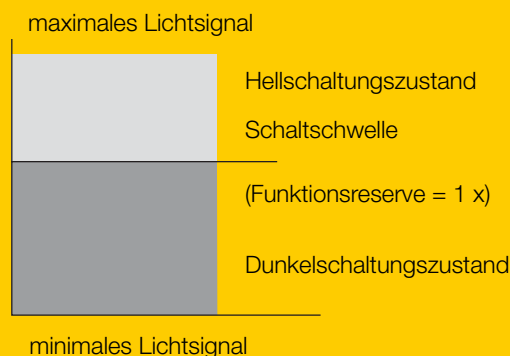 maximales Lichtsignal
Hellschaltungszustand
Schaltschwelle
(Funktionsreserve = 1 x)
Dunkelschaltungszustand
minimales Lichtsignal